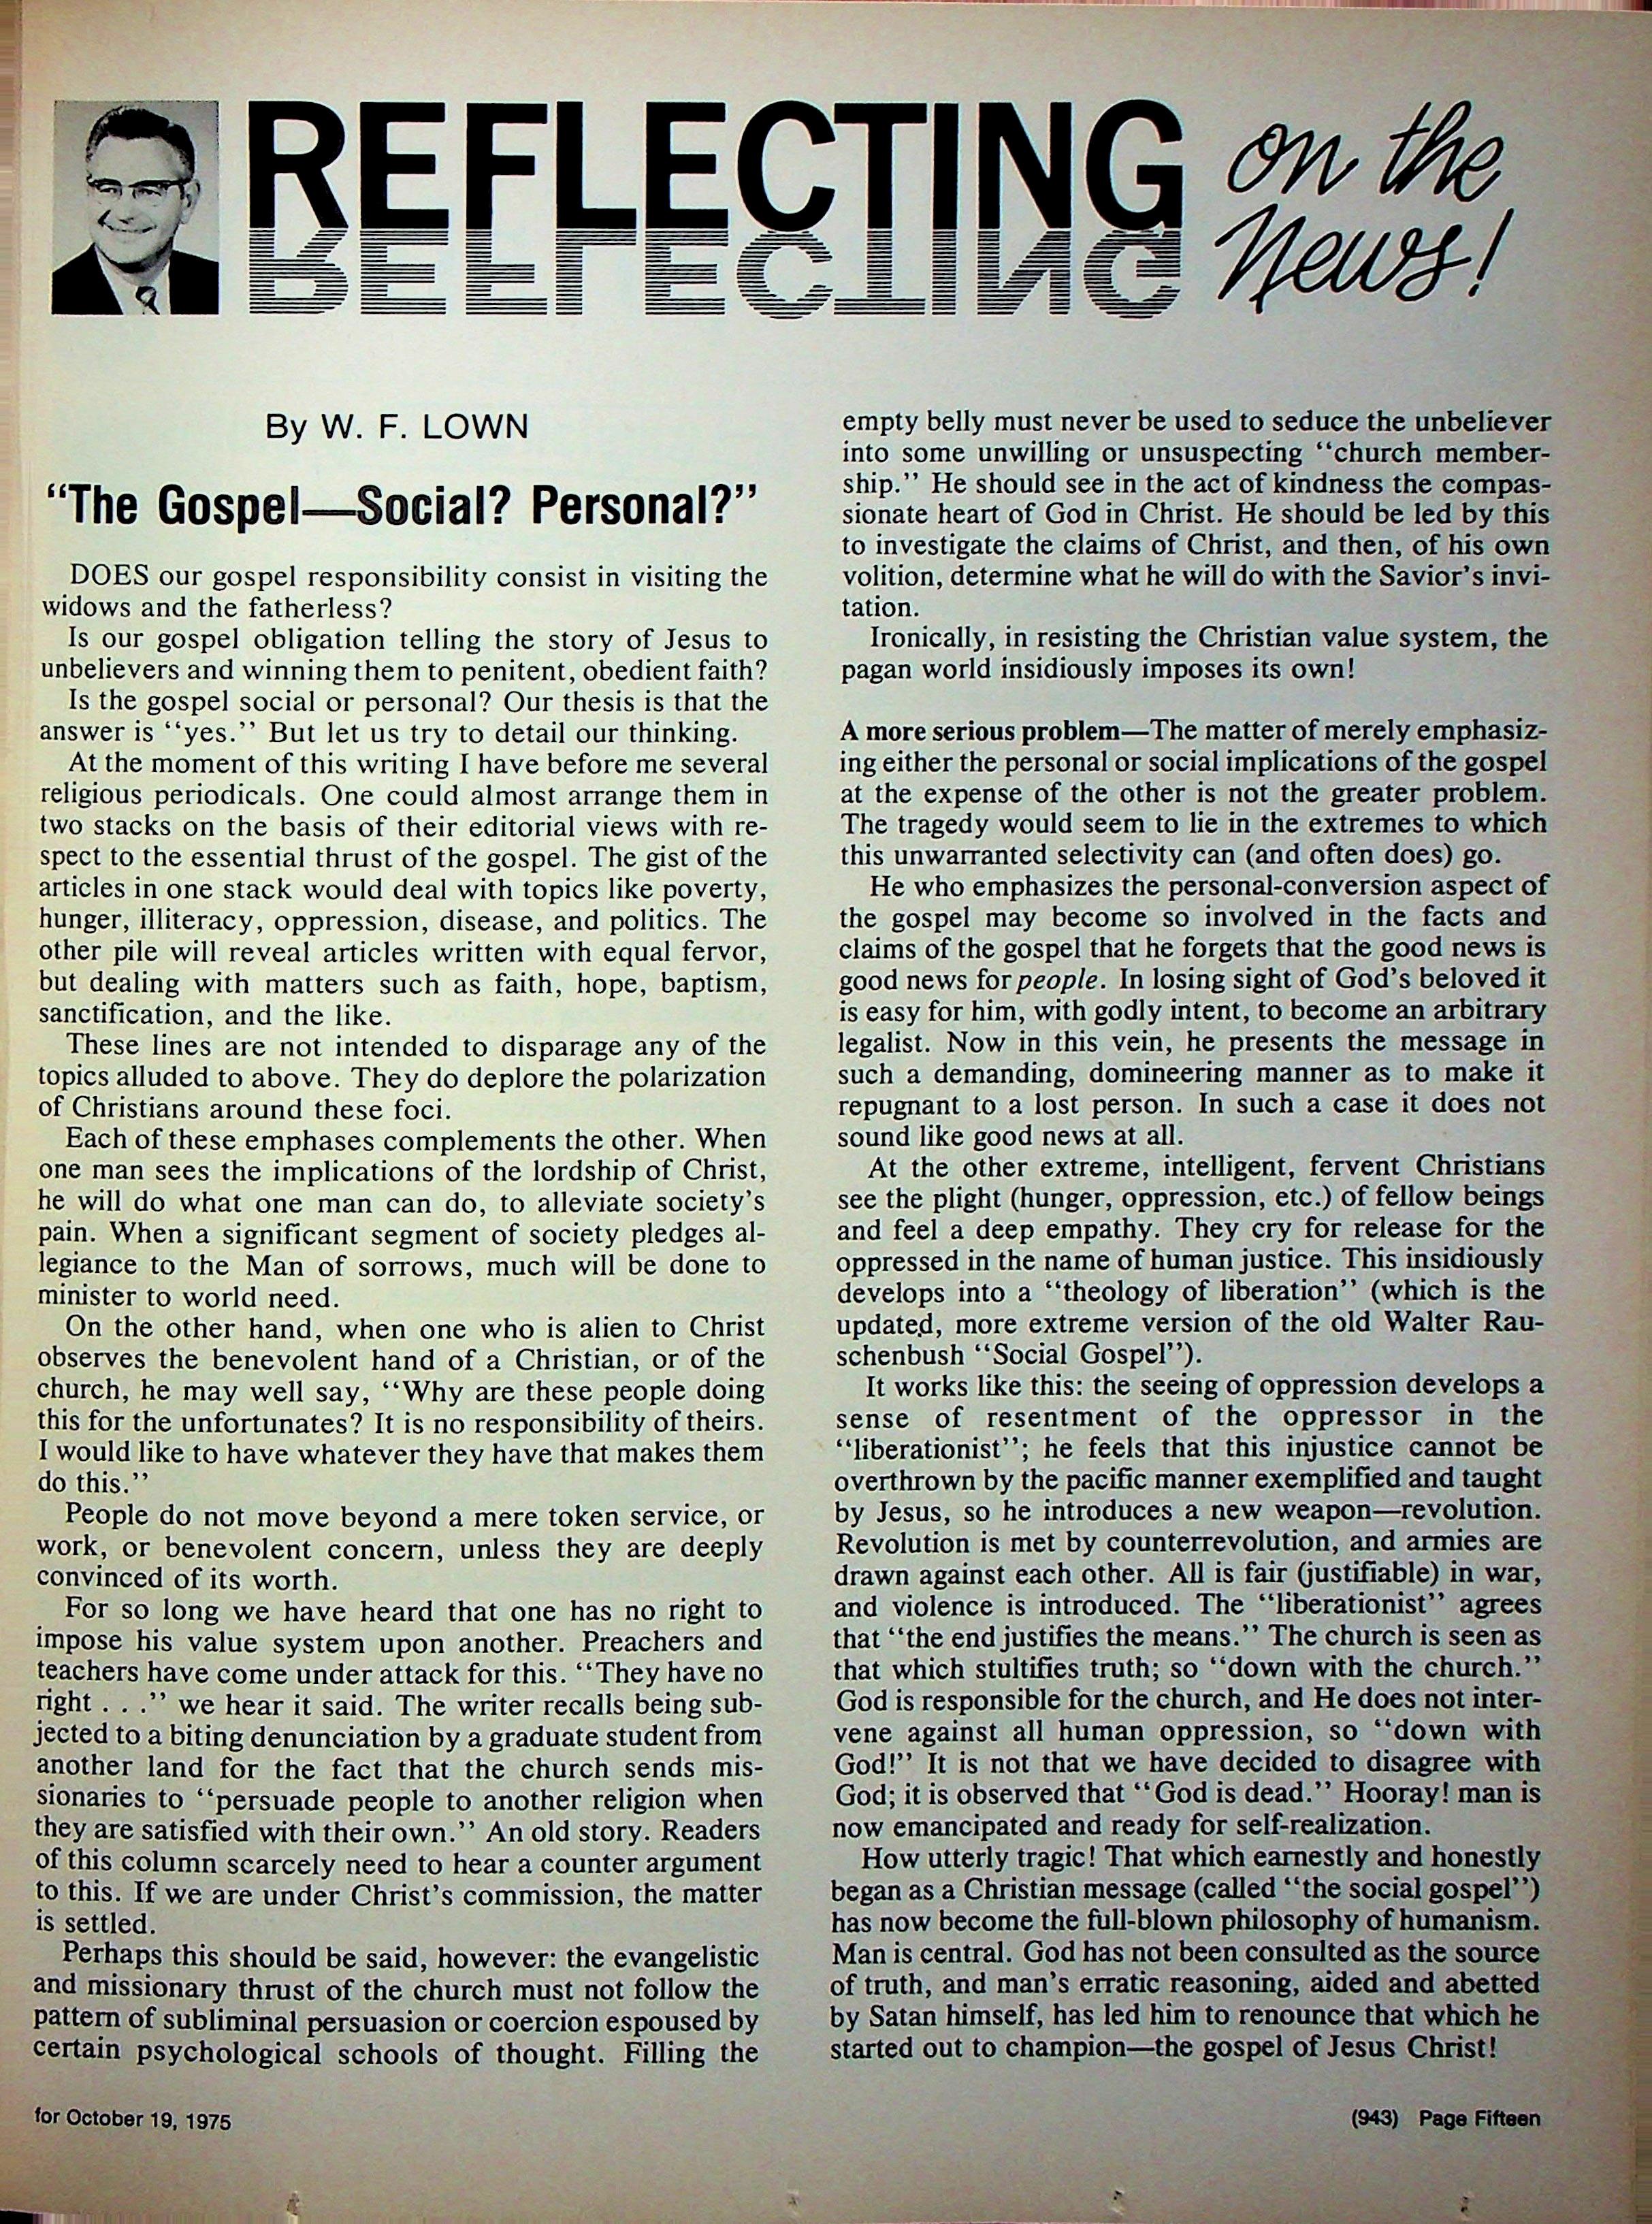 REFLECTING on the News!
REFLECTING
By W. F. LOWN
“The Gospel—Social? Personal?”
DOES our gospel responsibility consist in visiting the
widows and the fatherless?
Is our gospel obligation telling the story of Jesus to
unbelievers and winning them to penitent, obedient faith?
Is the gospel social or personal? Our thesis is that the
answer is “yes.” But let us try to detail our thinking.
At the moment of this writing I have before me several
religious periodicals. One could almost arrange them in
two stacks on the basis of their editorial views with re-
spect to the essential thrust of the gospel. The gist of the
articles in one stack would deal with topics like poverty,
hunger, illiteracy, oppression, disease, and politics. The
other pile will reveal articles written with equal fervor,
but dealing with matters such as faith, hope, baptism,
sanctification, and the like.
These lines are not intended to disparage any of the
topics alluded to above. They do deplore the polarization
of Christians around these foci.
Each of these emphases complements the other. When
one man sees the implications of the lordship of Christ,
he will do what one man can do, to alleviate society’s
pain. When a significant segment of society pledges al-
legiance to the Man of sorrows, much will be done to
minister to world need.
On the other hand, when one who is alien to Christ
observes the benevolent hand of a Christian, or of the
church, he may well say, “Why are these people doing
this for the unfortunates? It is no responsibility of theirs.
I would like to have whatever they have that makes them
do this.”
People do not move beyond a mere token service, or
work, or benevolent concern, unless they are deeply
convinced of its worth.
For so long we have heard that one has no right to
impose his value system upon another. Preachers and
teachers have come under attack for this. “They have no
right . . .” we hear it said. The writer recalls being sub-
jected to a biting denunciation by a graduate student from
another land for the fact that the church sends mis-
sionaries to “persuade people to another religion when
they are satisfied with their own.” An old story. Readers
of this column scarcely need to hear a counter argument
to this. If we are under Christ’s commission, the matter
is settled.
Perhaps this should be said, however: the evangelistic
and missionary thrust of the church must not follow the
pattern of subliminal persuasion or coercion espoused by
certain psychological schools of thought. Filling the
empty belly must never be used to seduce the unbeliever
into some unwilling or unsuspecting “church member-
ship.” He should see in the act of kindness the compas-
sionate heart of God in Christ. He should be led by this
to investigate the claims of Christ, and then, of his own
volition, determine what he will do with the Savior’s invi-
tation.
Ironically, in resisting the Christian value system, the
pagan world insidiously imposes its own!
A more serious problem—The matter of merely emphasiz-
ing either the personal or social implications of the gospel
at the expense of the other is not the greater problem.
The tragedy would seem to lie in the extremes to which
this unwarranted selectivity can (and often does) go.
He who emphasizes the personal-conversion aspect of
the gospel may become so involved in the facts and
claims of the gospel that he forgets that the good news is
good news for people. In losing sight of God’s beloved it
is easy for him, with godly intent, to become an arbitrary
legalist. Now in this vein, he presents the message in
such a demanding, domineering manner as to make it
repugnant to a lost person. In such a case it does not
sound like good news at all.
At the other extreme, intelligent, fervent Christians
see the plight (hunger, oppression, etc.) of fellow beings
and feel a deep empathy. They cry for release for the
oppressed in the name of human justice. This insidiously
develops into a “theology of liberation” (which is the
updated, more extreme version of the old Walter Rau-
schenbush “Social Gospel”).
It works like this: the seeing of oppression develops a
sense of resentment of the oppressor in the
“liberationist”; he feels that this injustice cannot be
overthrown by the pacific manner exemplified and taught
by Jesus, so he introduces a new weapon—revolution.
Revolution is met by counterrevolution, and armies are
drawn against each other. All is fair (justifiable) in war,
and violence is introduced. The “liberationist” agrees
that “the end justifies the means.” The church is seen as
that which stultifies truth; so “down with the church.”
God is responsible for the church, and He does not inter-
vene against all human oppression, so “down with
God!” It is not that we have decided to disagree with
God; it is observed that “God is dead.” Hooray! man is
now emancipated and ready for self-realization.
How utterly tragic! That which earnestly and honestly
began as a Christian message (called “the social gospel”)
has now become the full-blown philosophy of humanism.
Man is central. God has not been consulted as the source
of truth, and man’s erratic reasoning, aided and abetted
by Satan himself, has led him to renounce that which he
started out to champion—the gospel of Jesus Christ!
for October 19, 1975
(943) Page Fifteen